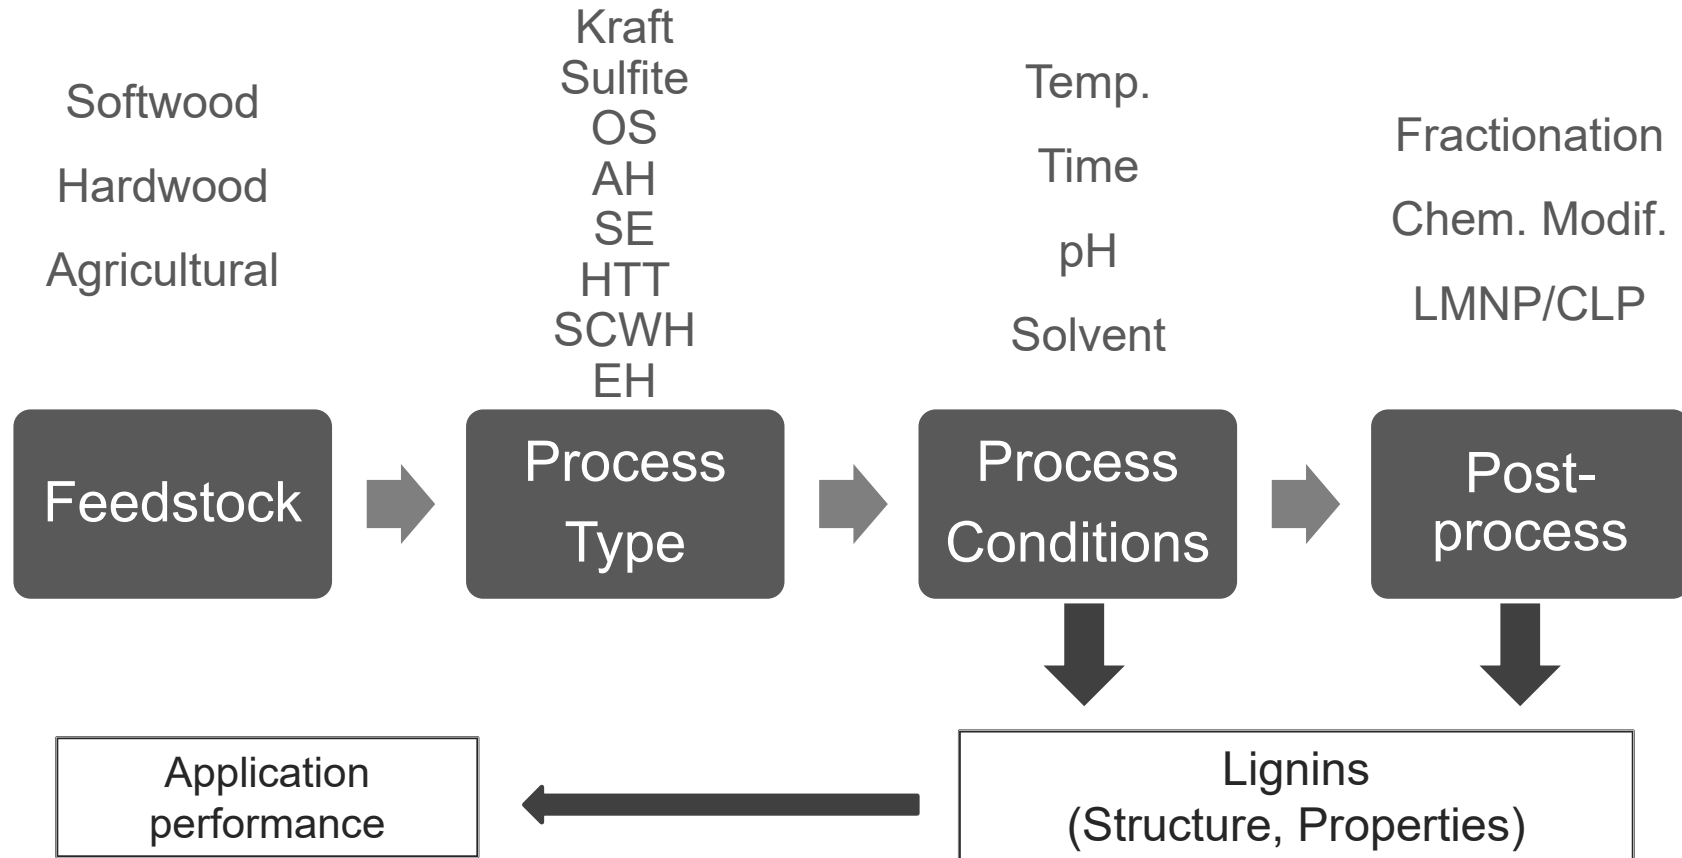 Softwood
Hardwood
Agricultural
Kraft
Sulfite
OS
AH
SE
HTT
SCWH
EH
Temp.
Time
pH
Solvent
Fractionation
Chem. Modif.
LMNP/CLP
Feedstock
Process
Type
Process
Conditions
Post-
process
Application
performance
Lignins
(Structure, Properties)